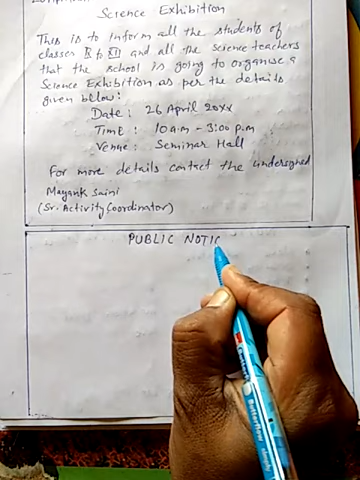 Science Exhibition
This is to inform all the students of
classes IX to XII and all the science teachers
that the school is going to organise a
Science Exhibition as per the details
given below:
Date : 26 April 20xx
Time : 10 a.m - 3:00 p.m
Venue : Seminar Hall
For more details contact the undersigned
Mayank Saini
(Sr. Activity Coordinator)
PUBLIC NOTIC
Butterflow